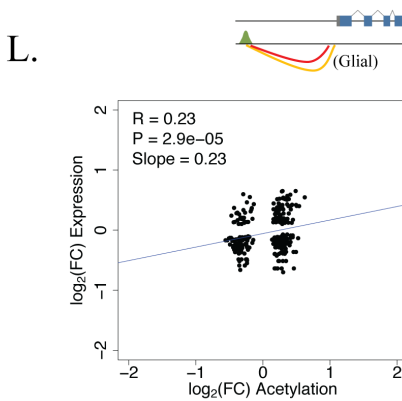 L.
(Glial)
R = 0.23
P = 2.9e−05
Slope = 0.23
log2(FC) Expression
2
1
0
−1
−2
−2 −1 0 1 2
log2(FC) Acetylation